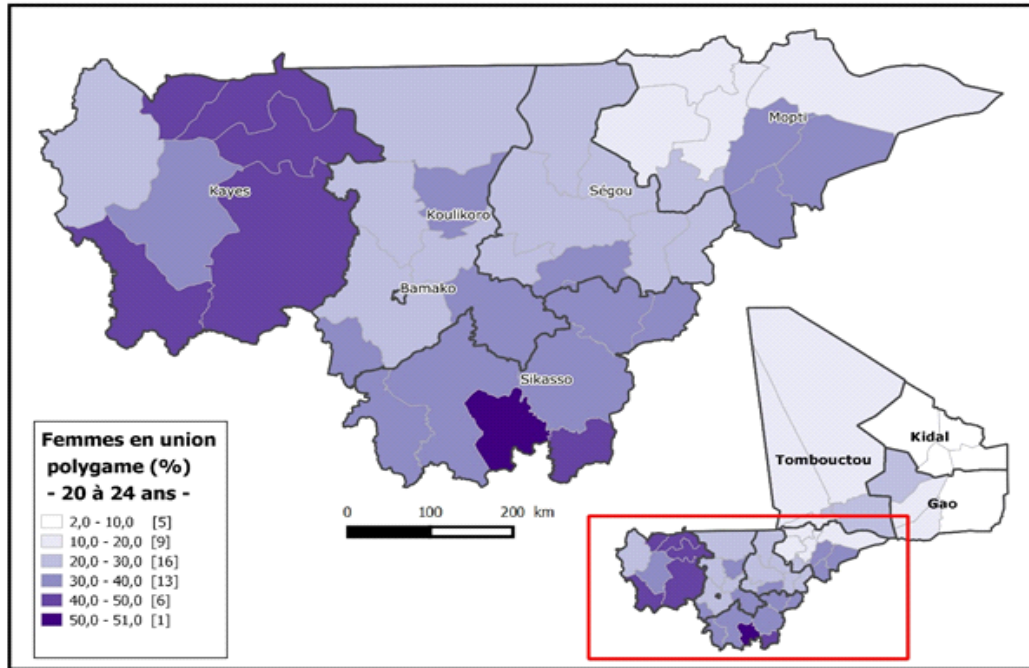 Mopti
Kayes
Ségou
Koulikoro
Bamako
Sikasso
Femmes en union
polygame (%)
- 20 à 24 ans -
2,0 - 10,0 [5]
10,0 - 20,0 [9]
20,0 - 30,0 [16]
30,0 - 40,0 [13]
40,0 - 50,0 [6]
50,0 - 51,0 [1]
0 100 200 km
Kidal
Tombouctou
Gao